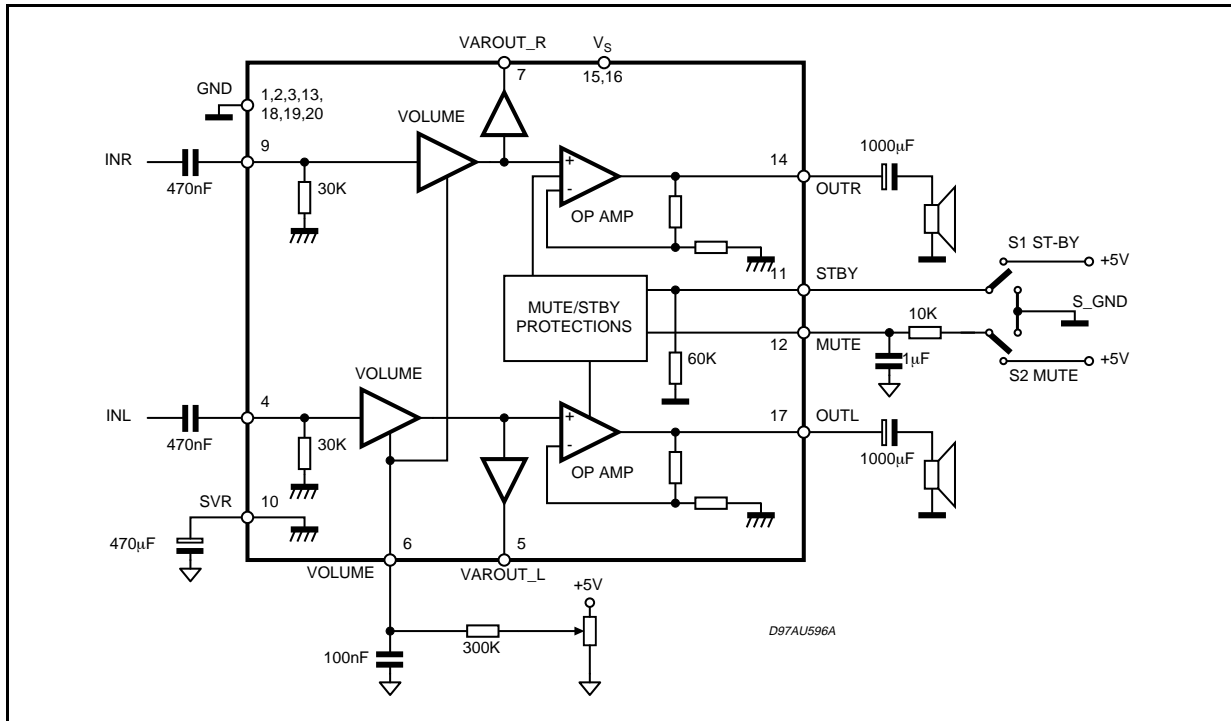 VAROUT_R
VS
7
15,16
GND
1,2,3,13,
18,19,20
VOLUME
INR
9
470nF
30K
+
-
OP AMP
14
OUTR
1000µF
S1 ST-BY
+5V
11
STBY
MUTE/STBY
PROTECTIONS
S_GND
10K
12
MUTE
60K
1µF
+5V
S2 MUTE
VOLUME
INL
4
470nF
30K
+
-
OP AMP
17
OUTL
1000µF
SVR
10
470µF
6
5
VOLUME
VAROUT_L
+5V
300K
100nF
D97AU596A